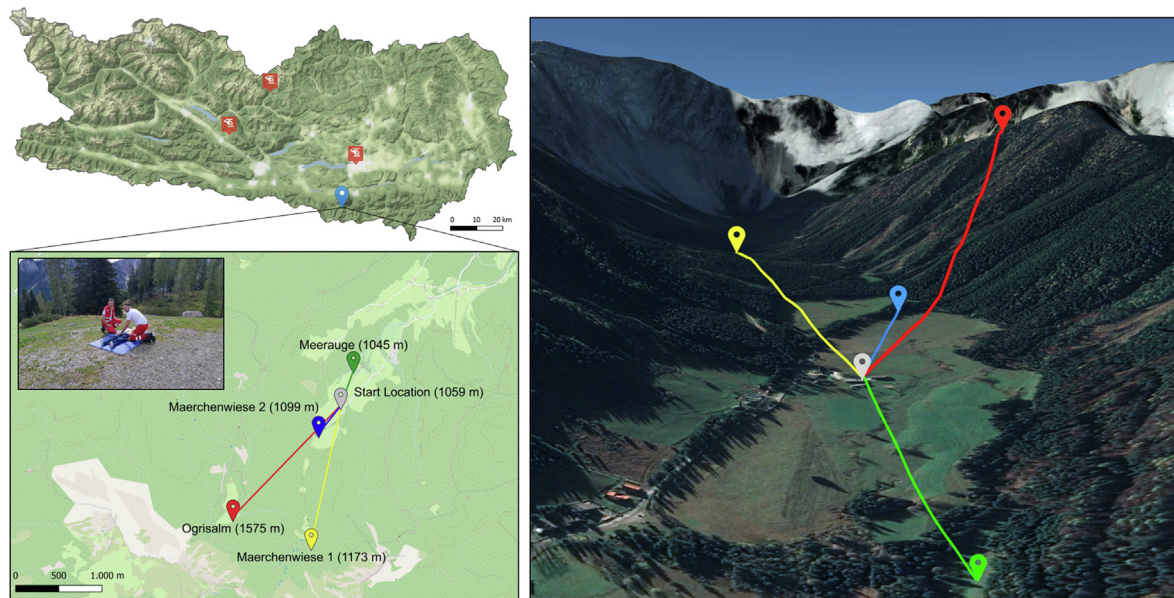 0 10 20 km
Meerauge (1045 m)
Start Location (1059 m)
Maerchenwiese 2 (1099 m)
Ogrisalm (1575 m)
Maerchenwiese 1 (1173 m)
0 500 1.000 m